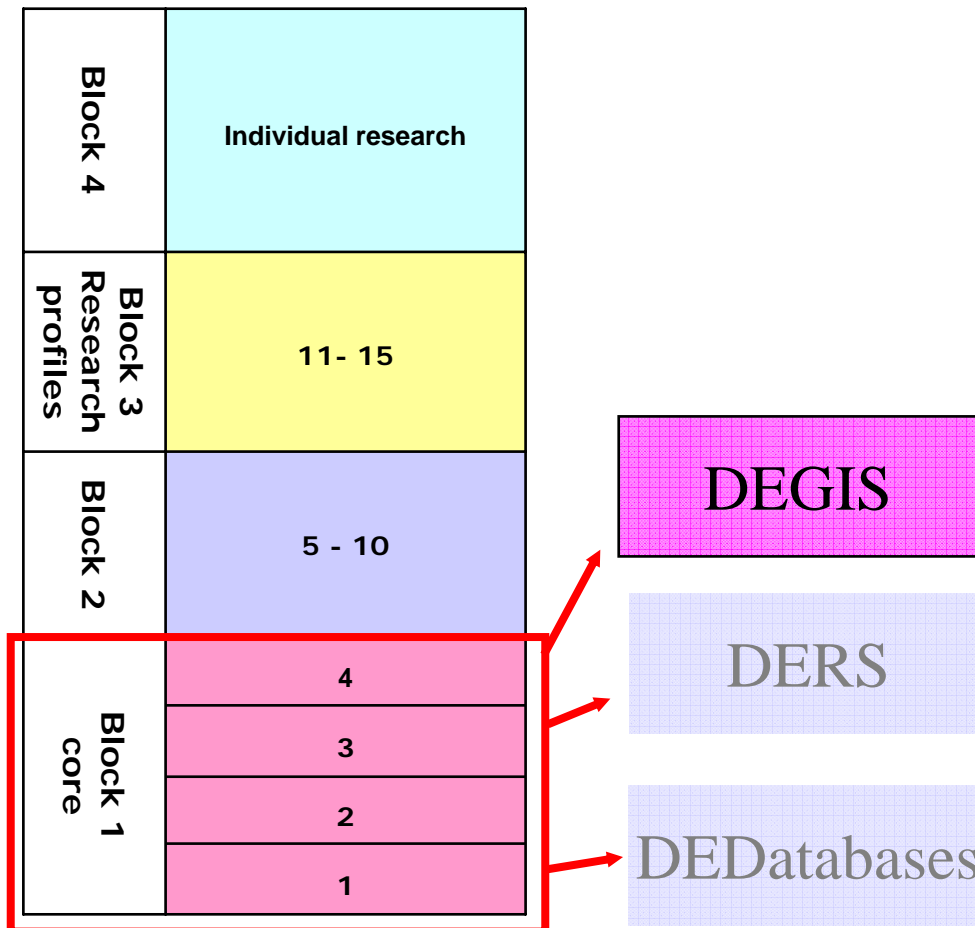 Block 4
Individual research
Block 3
Research
profiles
11- 15
Block 2
5 - 10
Block 1
core
4
3
2
1
DEGIS
DERS
DEDatabases